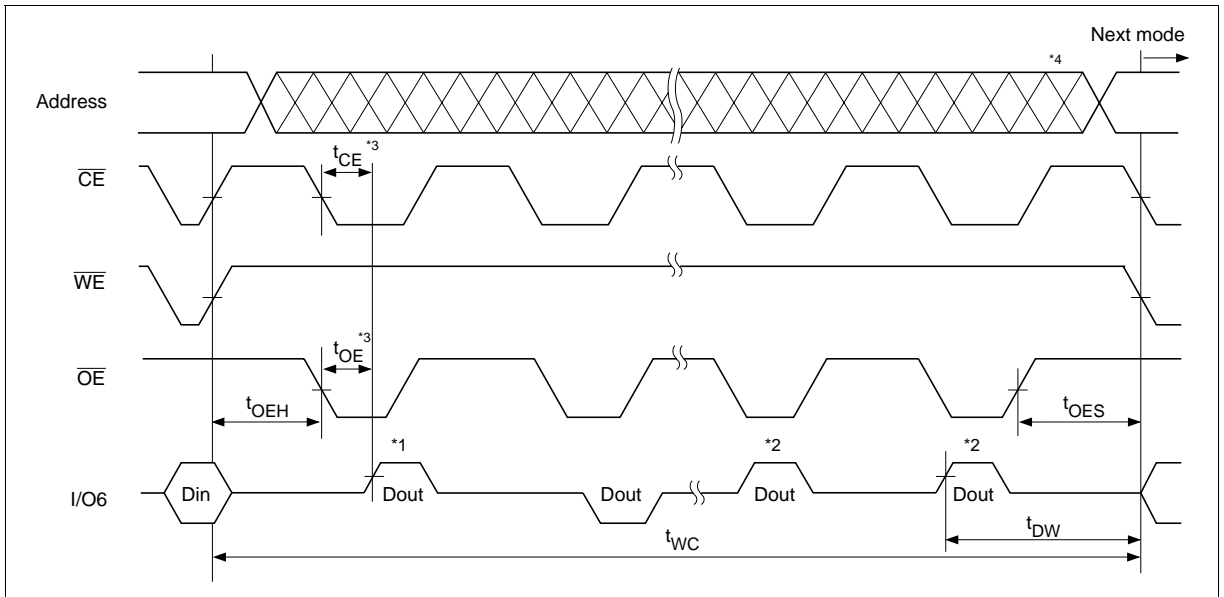 Next mode
*4
Address
tCE *3
CE
WE
tOE *3
OE
tOEH
tOES
*1
*2
*2
Din
Dout
Dout
Dout
Dout
I/O6
tDW
tWC